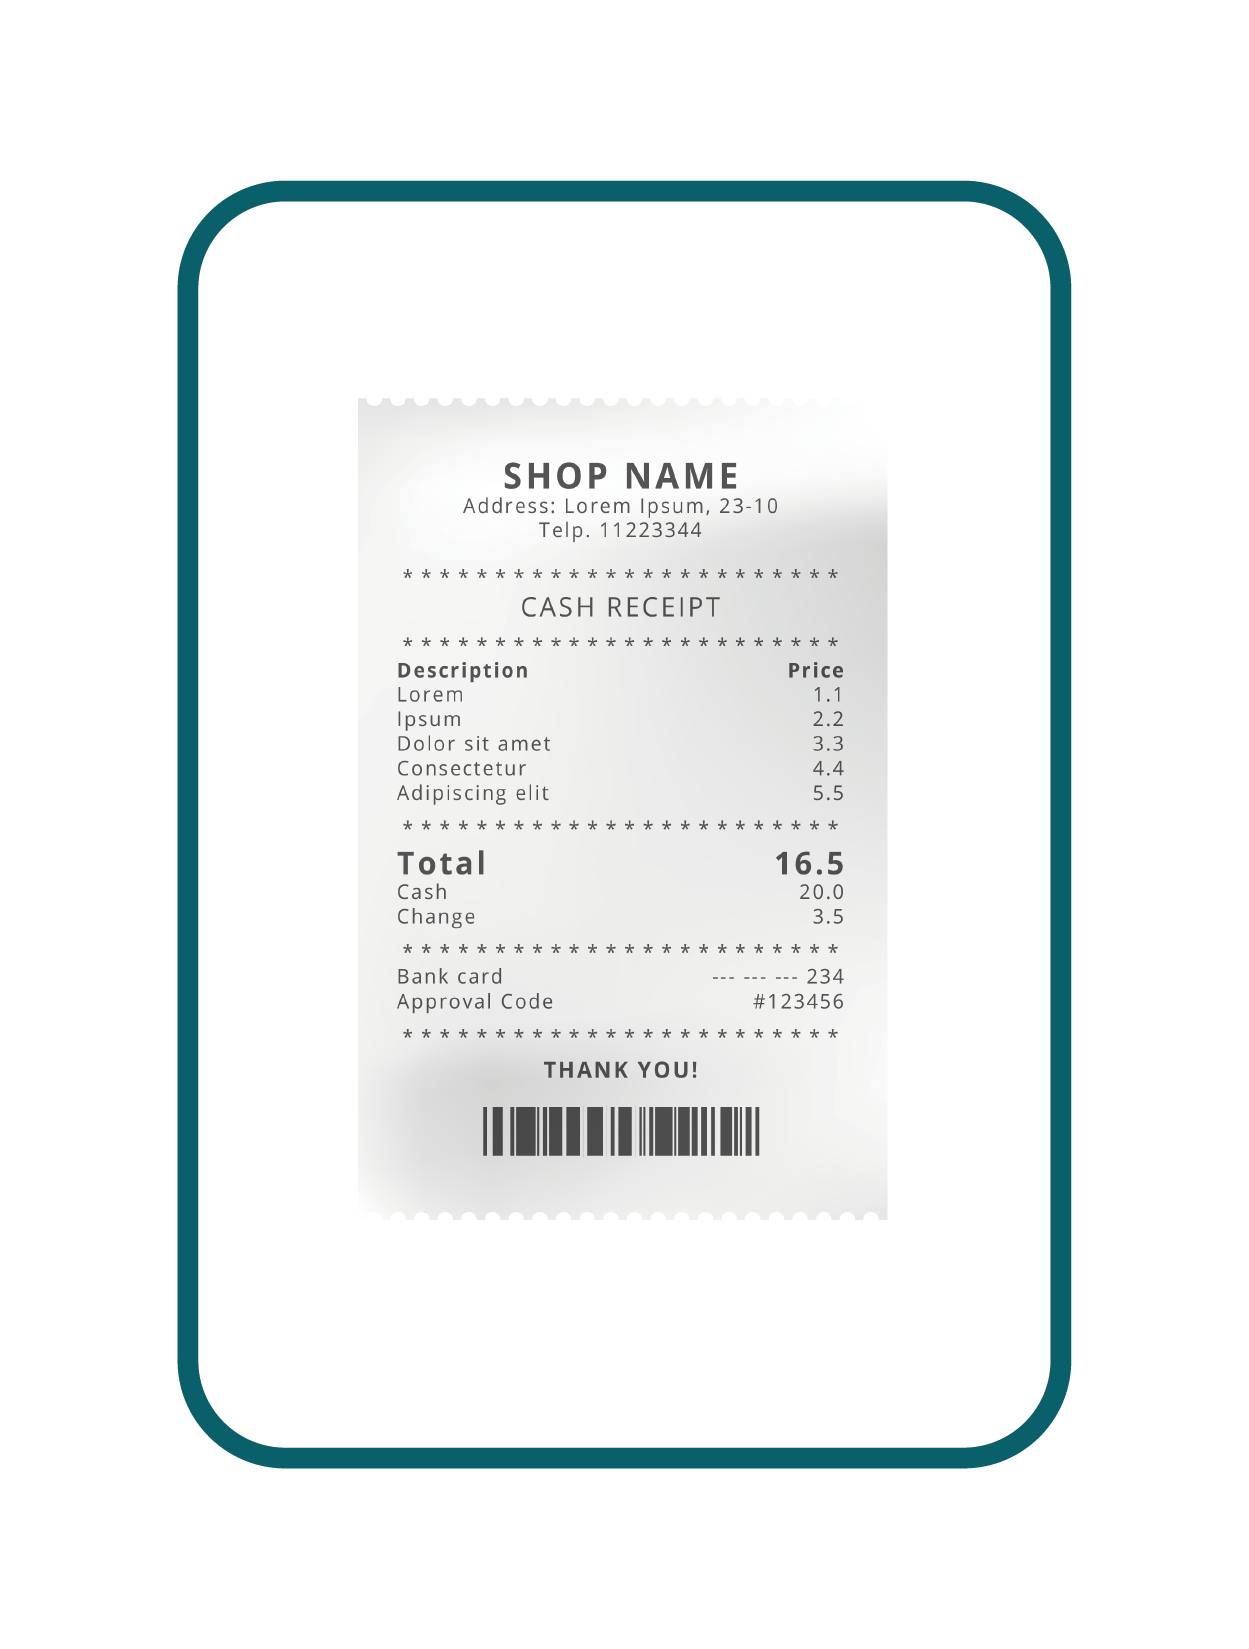 SHOP NAME
Address: Lorem Ipsum, 23-10
Telp. 11223344
* * * * * * * * * * * * * * * * * * * * * * * *
CASH RECEIPT
* * * * * * * * * * * * * * * * * * * * * * * *
Description Price
Lorem 1.1
Ipsum 2.2
Dolor sit amet 3.3
Consectetur 4.4
Adipiscing elit 5.5
* * * * * * * * * * * * * * * * * * * * * * * *
Total 16.5
Cash 20.0
Change 3.5
* * * * * * * * * * * * * * * * * * * * * * * *
Bank card --- --- --- 234
Approval Code #123456
* * * * * * * * * * * * * * * * * * * * * * * *
THANK YOU!